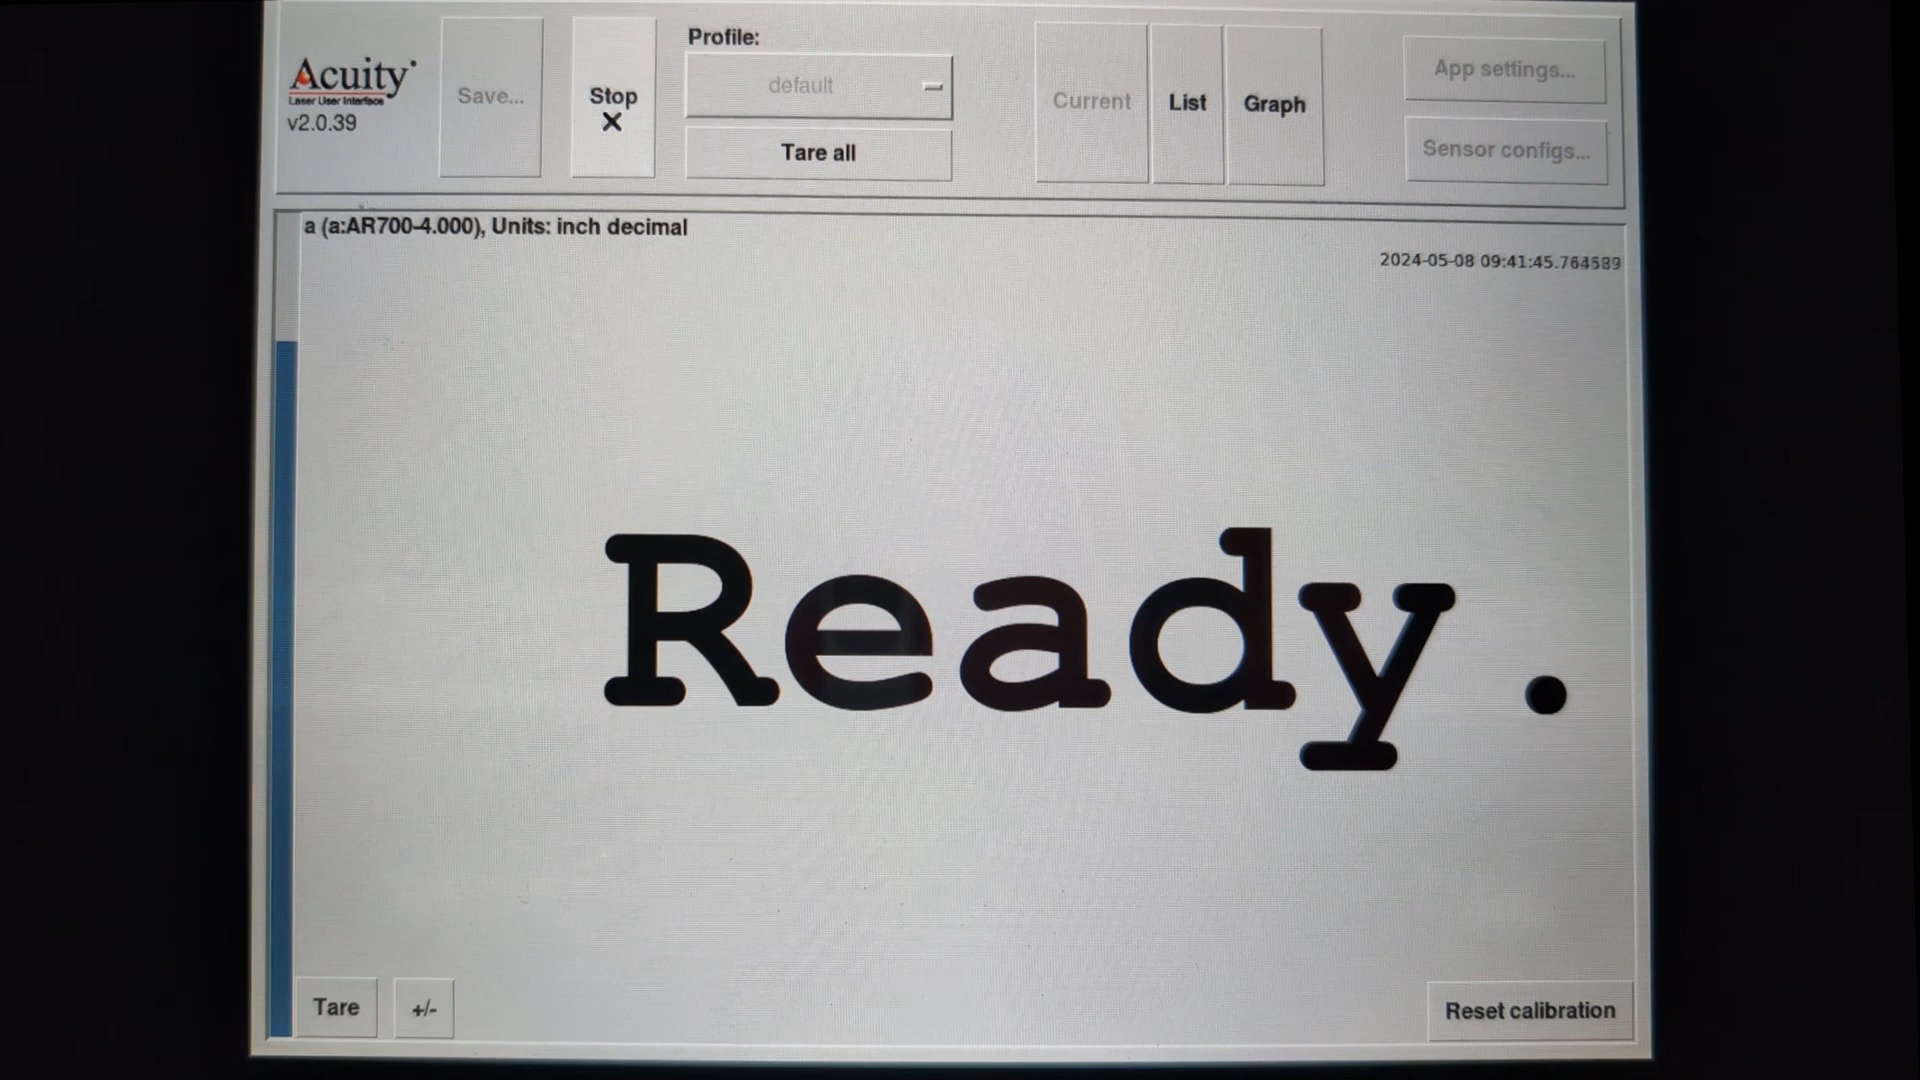 Acuity
Laser User Interface
v2.0.39
Save...
Stop
X
Profile:
default
Tare all
Current
List
Graph
App settings...
Sensor configs...
a (a:AR700-4.000), Units: inch decimal
2024-05-08 09:41:45.764589
Ready.
Tare
+/-
Reset calibration